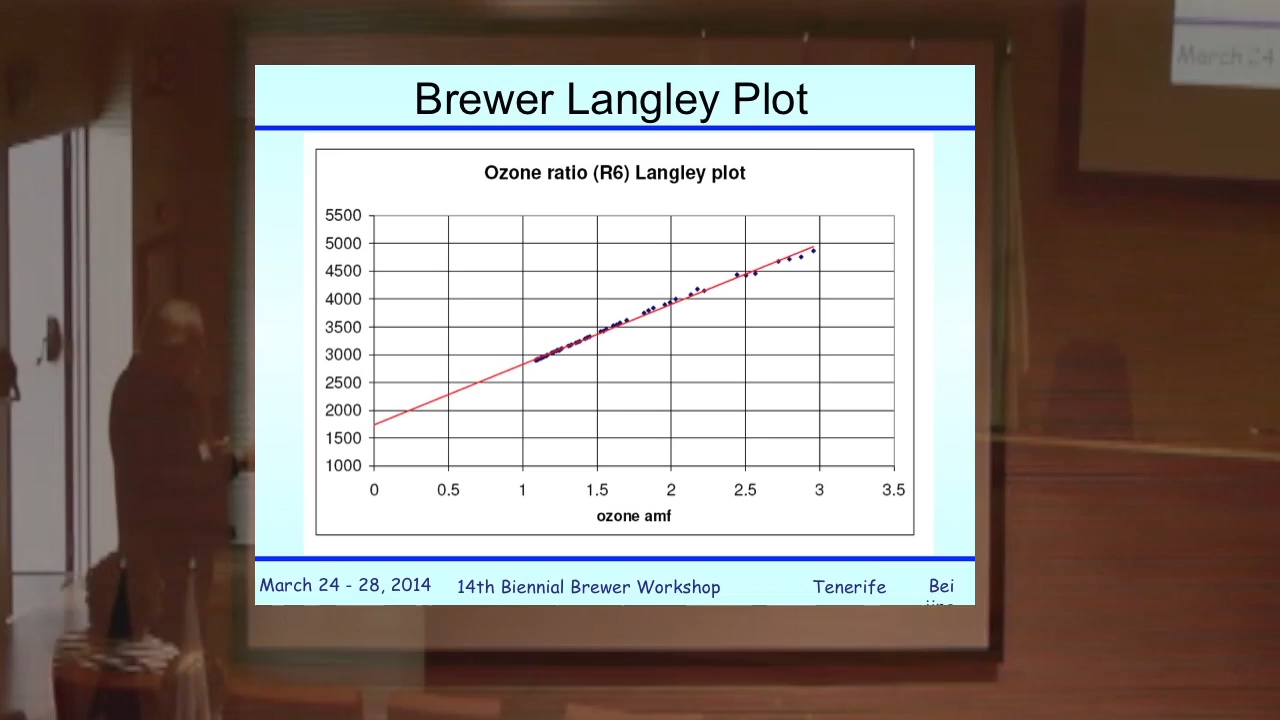 March 24
Brewer Langley Plot
Ozone ratio (R6) Langley plot
5500
5000
4500
4000
3500
3000
2500
2000
1500
1000
0 0.5 1 1.5 2 2.5 3 3.5
ozone amf
March 24 - 28, 2014 14th Biennial Brewer Workshop Tenerife Bei